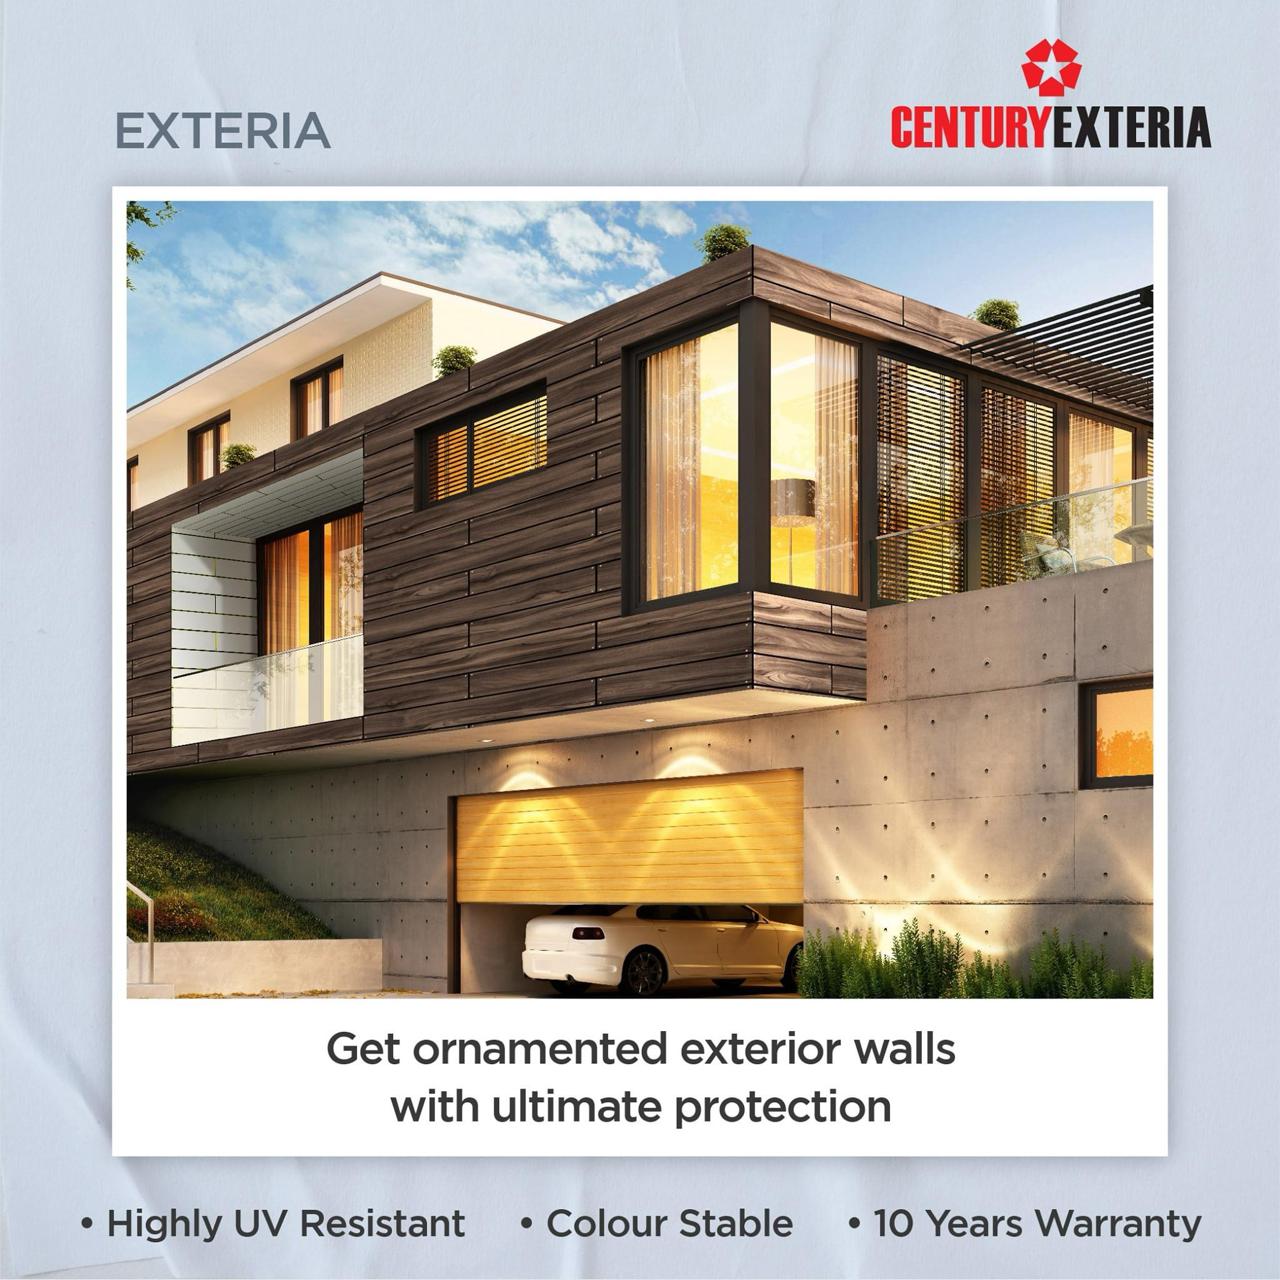 EXTERIA
CENTURYEXTERIA
Get ornamented exterior walls
with ultimate protection
• Highly UV Resistant • Colour Stable • 10 Years Warranty